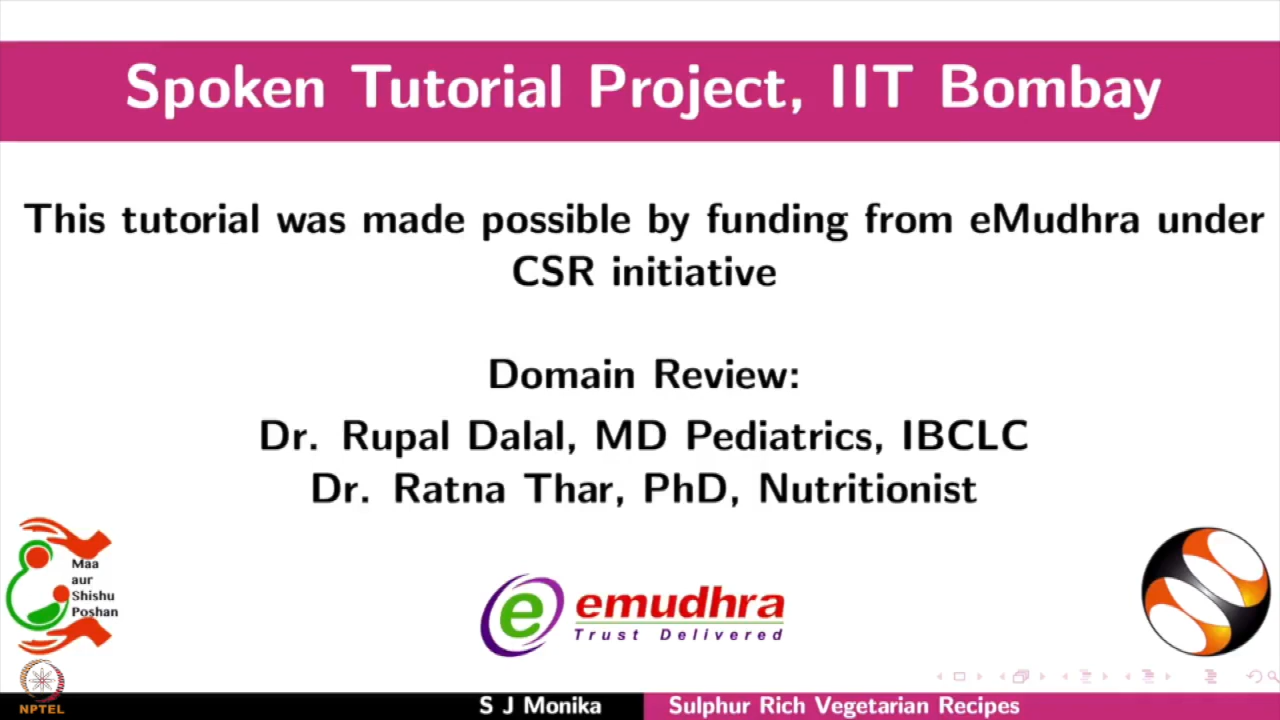 Spoken Tutorial Project, IIT Bombay
This tutorial was made possible by funding from eMudhra under
CSR initiative
Domain Review:
Dr. Rupal Dalal, MD Pediatrics, IBCLC
Dr. Ratna Thar, PhD, Nutritionist
Maa
aur
Shishu
Poshan
e emudhra
Trust Delivered
NPTEL
S J Monika
Sulphur Rich Vegetarian Recipes